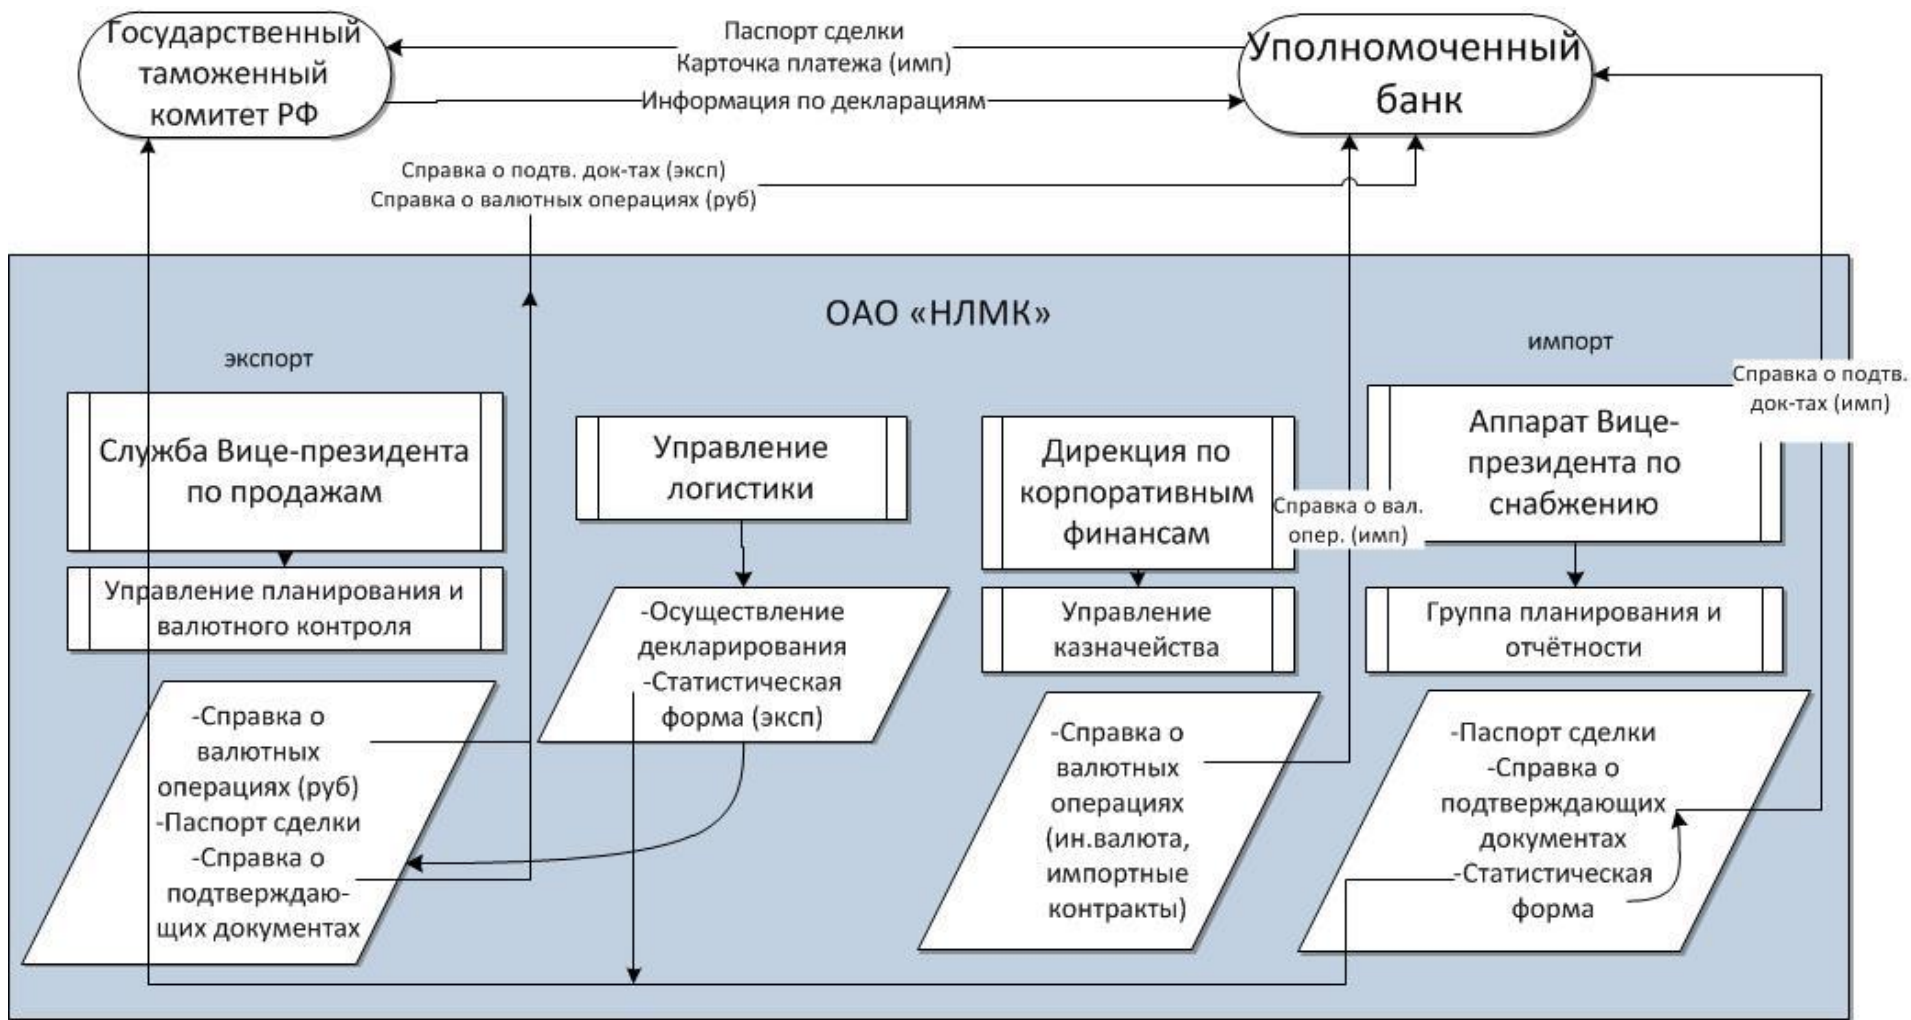 Государственный
таможенный
комитет РФ
Паспорт сделки
Карточка платежа (имп)
Информация по декларациям
Уполномоченный
банк
Справка о подтв. док-тах (эксп)
Справка о валютных операциях (руб)
ОАО «НЛМК»
экспорт
импорт
Служба Вице-президента
по продажам
Управление планирования и
валютного контроля
-Справка о
валютных
операциях (руб)
-Паспорт сделки
-Справка о
подтверждаю-
щих документах
Управление
логистики
-Осуществление
декларирования
-Статистическая
форма (эксп)
Дирекция по
корпоративным
финансам
Управление
казначейства
-Справка о
валютных
операциях
(ин.валюта,
импортные
контракты)
Справка о вал.
опер. (имп)
Аппарат Вице-
президента по
снабжению
Справка о подтв.
док-тах (имп)
Группа планирования и
отчётности
-Паспорт сделки
-Справка о
подтверждающих
документах
-Статистическая
форма